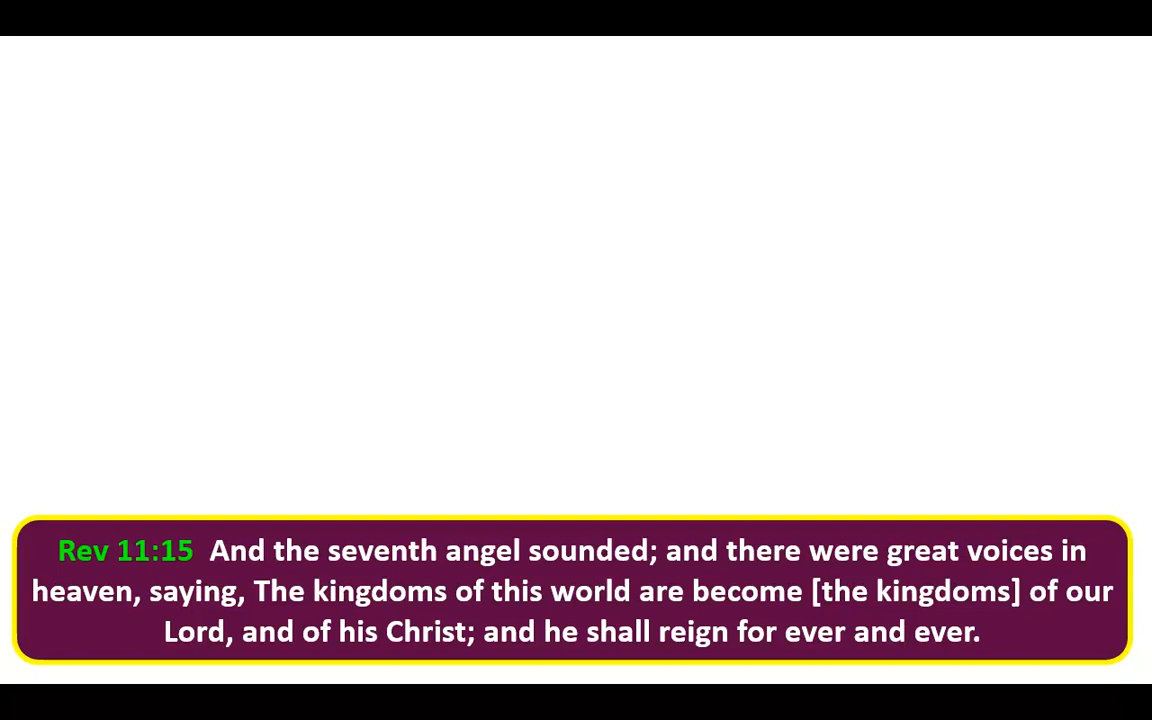 Rev 11:15 And the seventh angel sounded; and there were great voices in
heaven, saying, The kingdoms of this world are become [the kingdoms] of our
Lord, and of his Christ; and he shall reign for ever and ever.